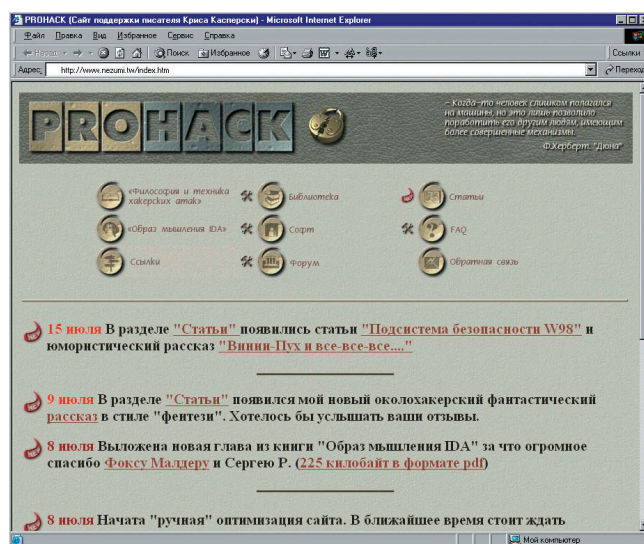 PROHACK (Сайт поддержки писателя Криса Касперски) - Microsoft Internet Explorer
Файл Правка Вид Избранное Сервис Справка
Назад Поиск Избранное Ссылки
Адрес: http://www.nezumi.tw/index.htm Переход
PROHACK
- Когда-то человек слишком полагался
на машины, но это лишь позволило
поработить его другим людям, имеющим
более совершенные механизмы.
Ф.Херберт. "Дюна"
«Философия и техника
хакерских атак» Библиотека Статьи
«Образ мышления IDA» Софт FAQ
Ссылки Форум Обратная связь
15 июля В разделе "Статьи" появились статьи "Подсистема безопасности W98" и
юмористический рассказ "Винни-Пух и все-все-все...."
9 июля В разделе "Статьи" появился мой новый околохакерский фантастический
рассказ в стиле "фентези". Хотелось бы услышать ваши отзывы.
8 июля Выложена новая глава из книги "Образ мышления IDA" за что огромное
спасибо Фоксу Малдеру и Сергею Р. (225 килобайт в формате pdf)
8 июля Начата "ручная" оптимизация сайта. В ближайшее время стоит ждать
Мой компьютер